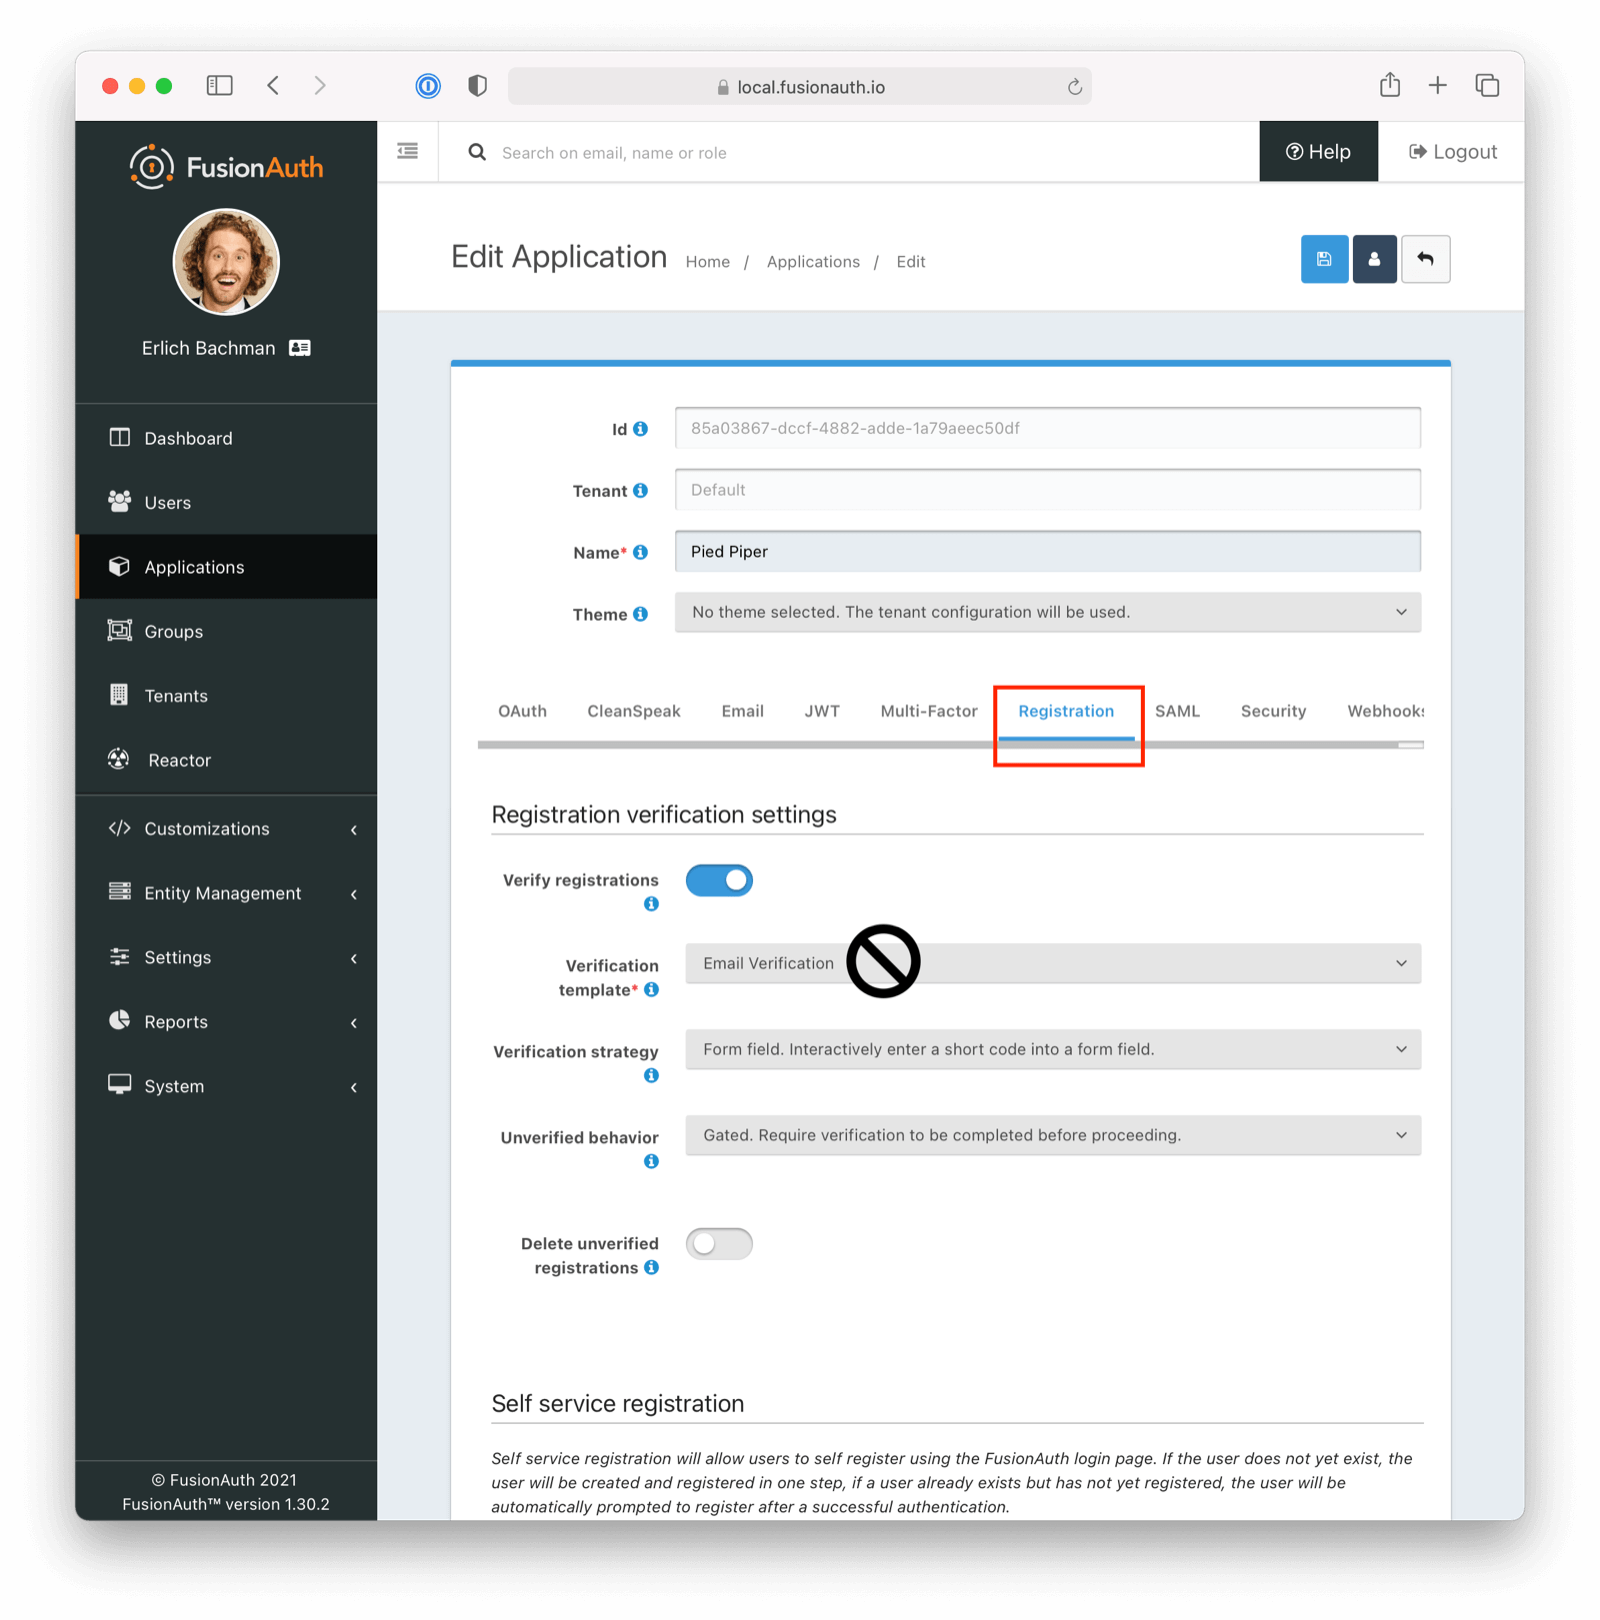 local.fusionauth.io
FusionAuth
Search on email, name or role
Help
Logout
Erlich Bachman
Edit Application
Home / Applications / Edit
Dashboard
Users
Applications
Groups
Tenants
Reactor
Customizations
Entity Management
Settings
Reports
System
© FusionAuth 2021
FusionAuth™ version 1.30.2
Id 85a03867-dccf-4882-adde-1a79aeec50df
Tenant Default
Name* Pied Piper
Theme No theme selected. The tenant configuration will be used.
OAuth CleanSpeak Email JWT Multi-Factor Registration SAML Security Webhooks
Registration verification settings
Verify registrations
Verification
template*
Email Verification
Verification strategy Form field. Interactively enter a short code into a form field.
Unverified behavior Gated. Require verification to be completed before proceeding.
Delete unverified
registrations
Self service registration
Self service registration will allow users to self register using the FusionAuth login page. If the user does not yet exist, the
user will be created and registered in one step, if a user already exists but has not yet registered, the user will be
automatically prompted to register after a successful authentication.